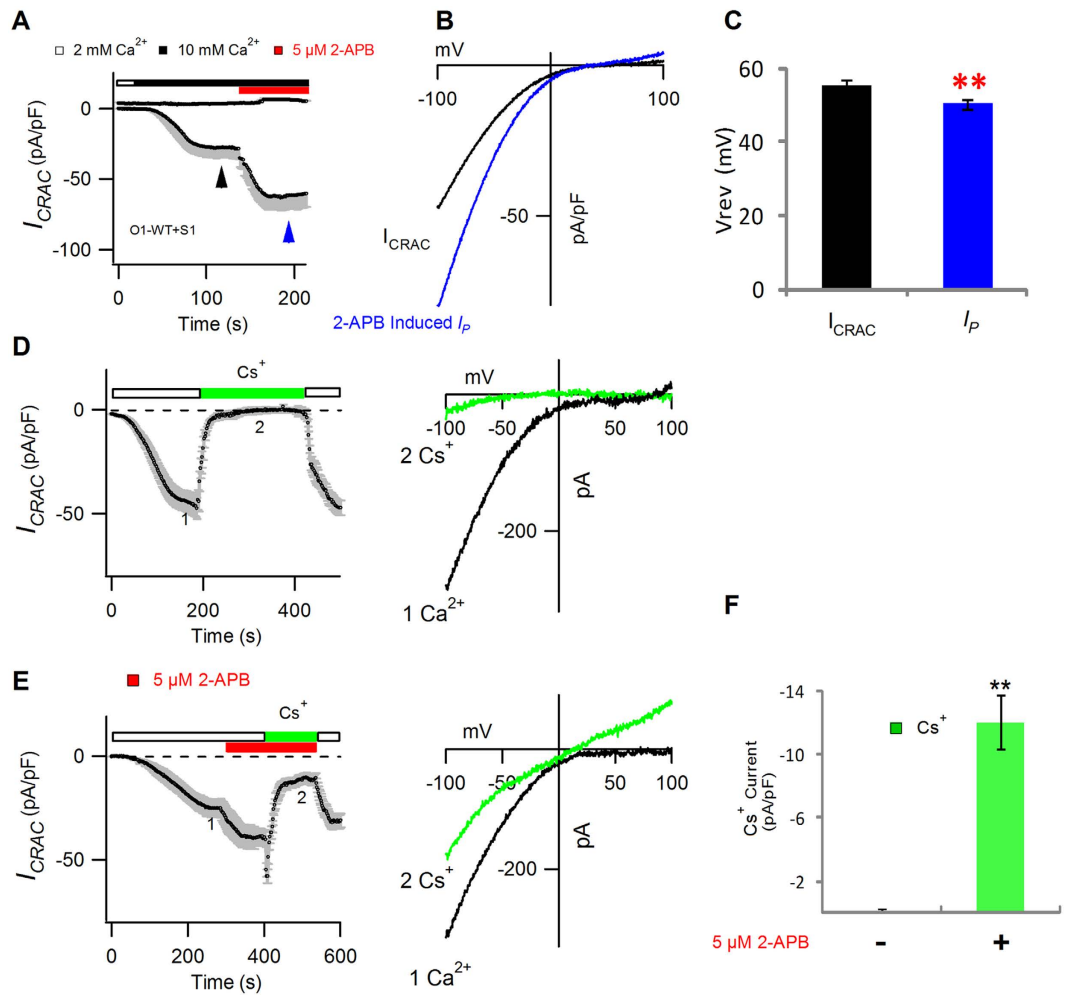 A
2 mM Ca2+ 10 mM Ca2+ 5 µM 2-APB
ICRAC (pA/pF)
0
-50
-100
O1-WT+S1
0 100 200
Time (s)
B
mV
-100 100
-50
pA/pF
ICRAC
2-APB Induced IP
C
Vrev (mV)
60
40
20
0
**
ICRAC IP
D
Cs+
ICRAC (pA/pF)
0
-50
1
2
0 200 400
Time (s)
mV
-100 -50 50 100
2 Cs+
pA
-200
1 Ca2+
E
5 µM 2-APB
Cs+
ICRAC (pA/pF)
0
-50
1
2
0 200 400 600
Time (s)
mV
-100 -50 50 100
pA
-200
2 Cs+
1 Ca2+
F
Cs+ Current
(pA/pF)
-14
-10
-6
-2
Cs+
**
5 µM 2-APB - +